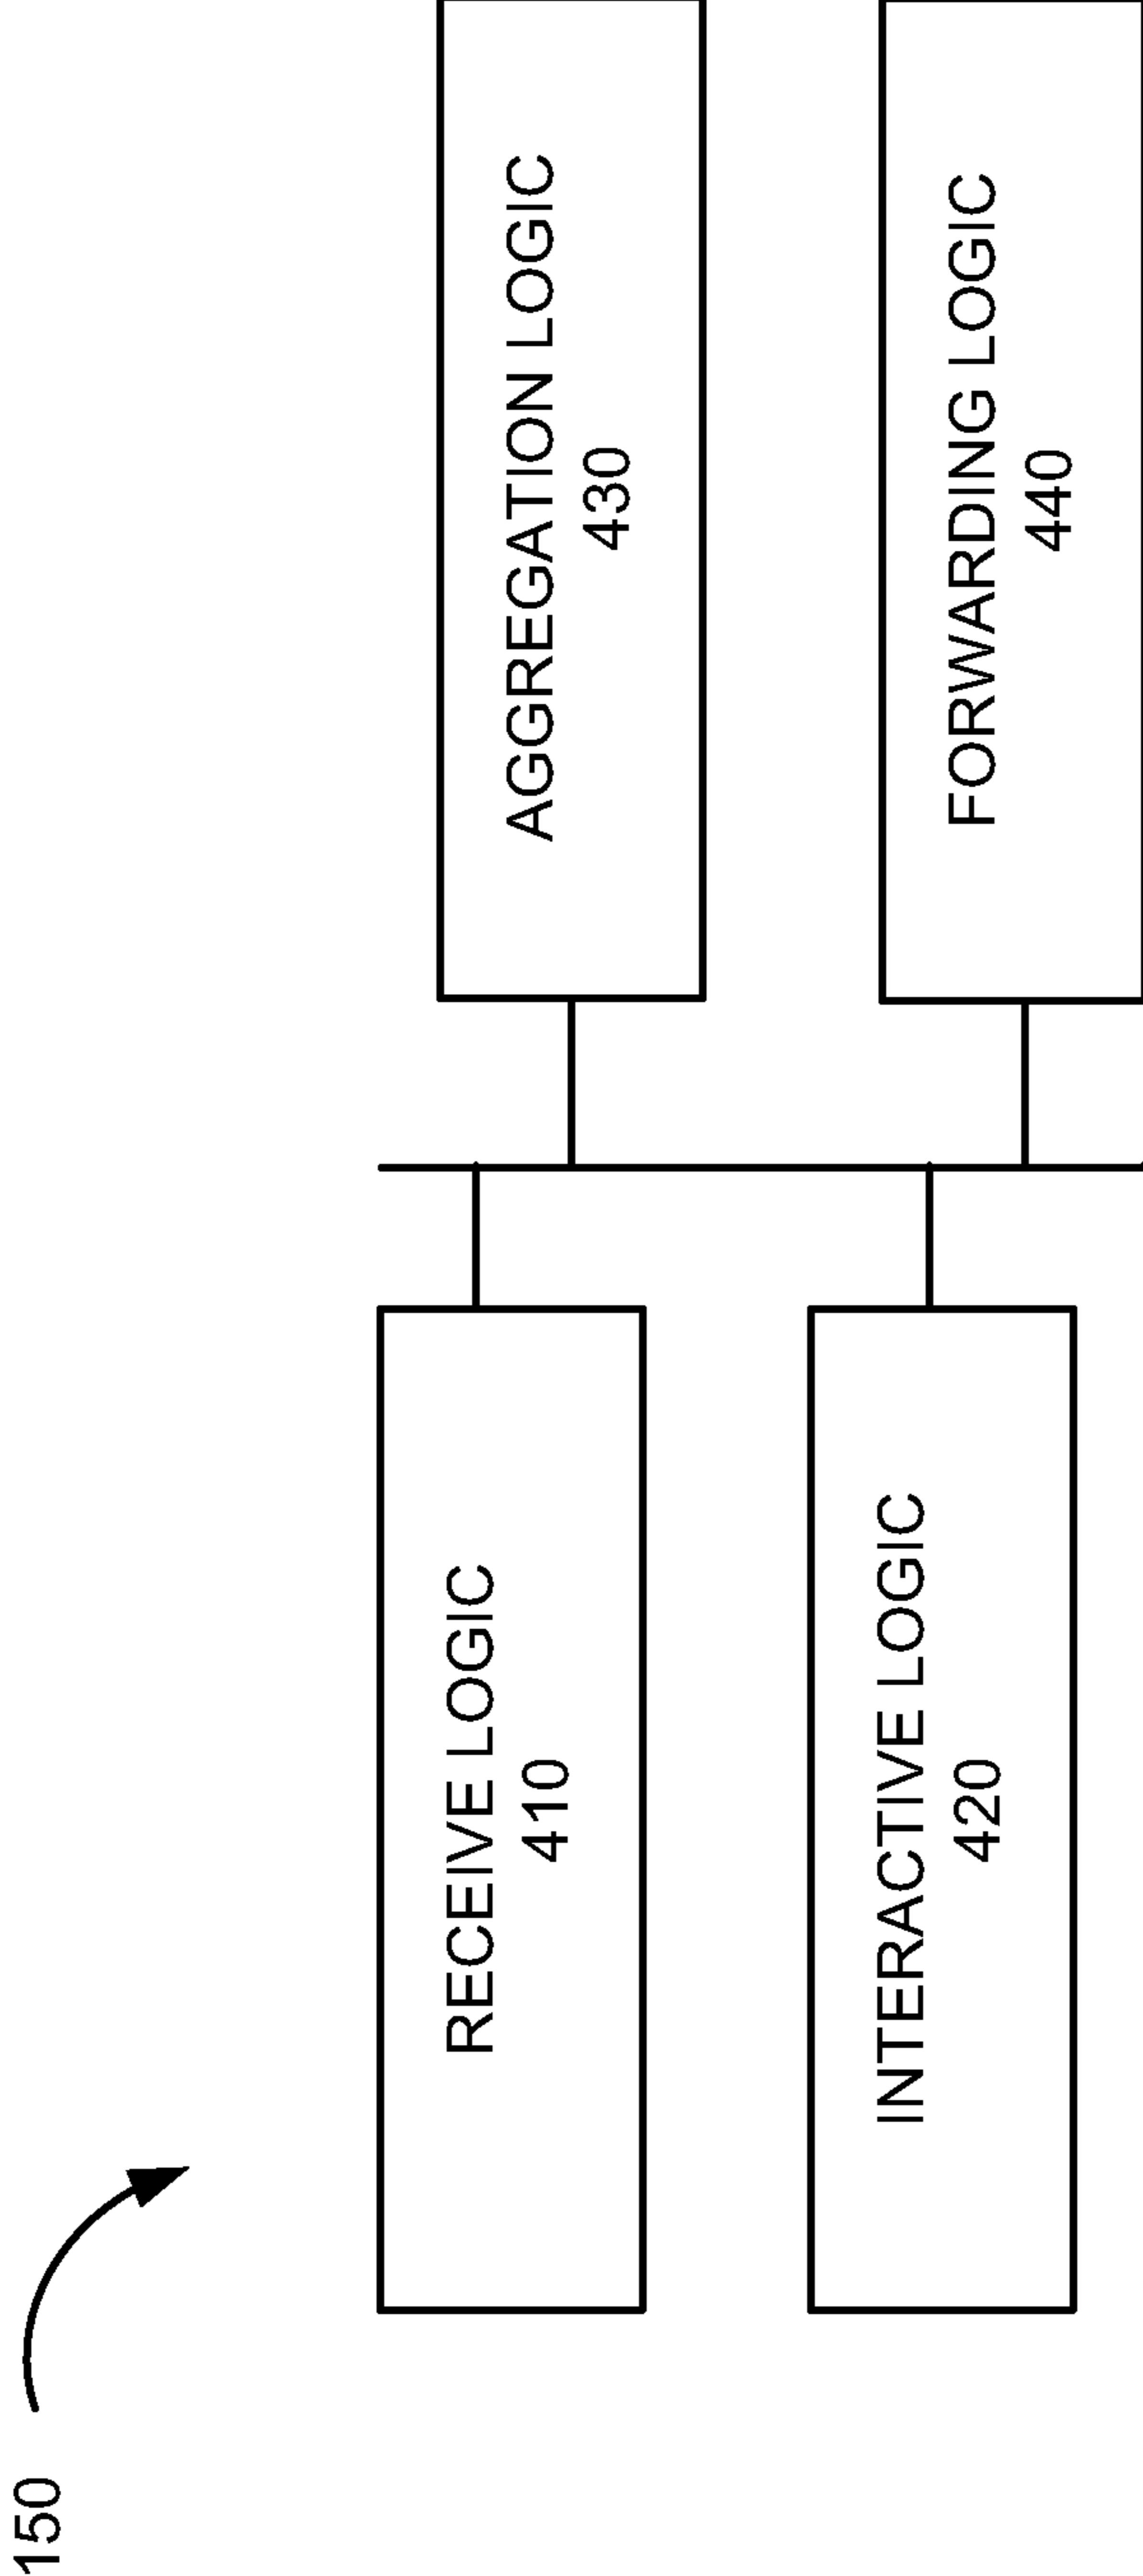 150
RECEIVE LOGIC
410
INTERACTIVE LOGIC
420
AGGREGATION LOGIC
430
FORWARDING LOGIC
440